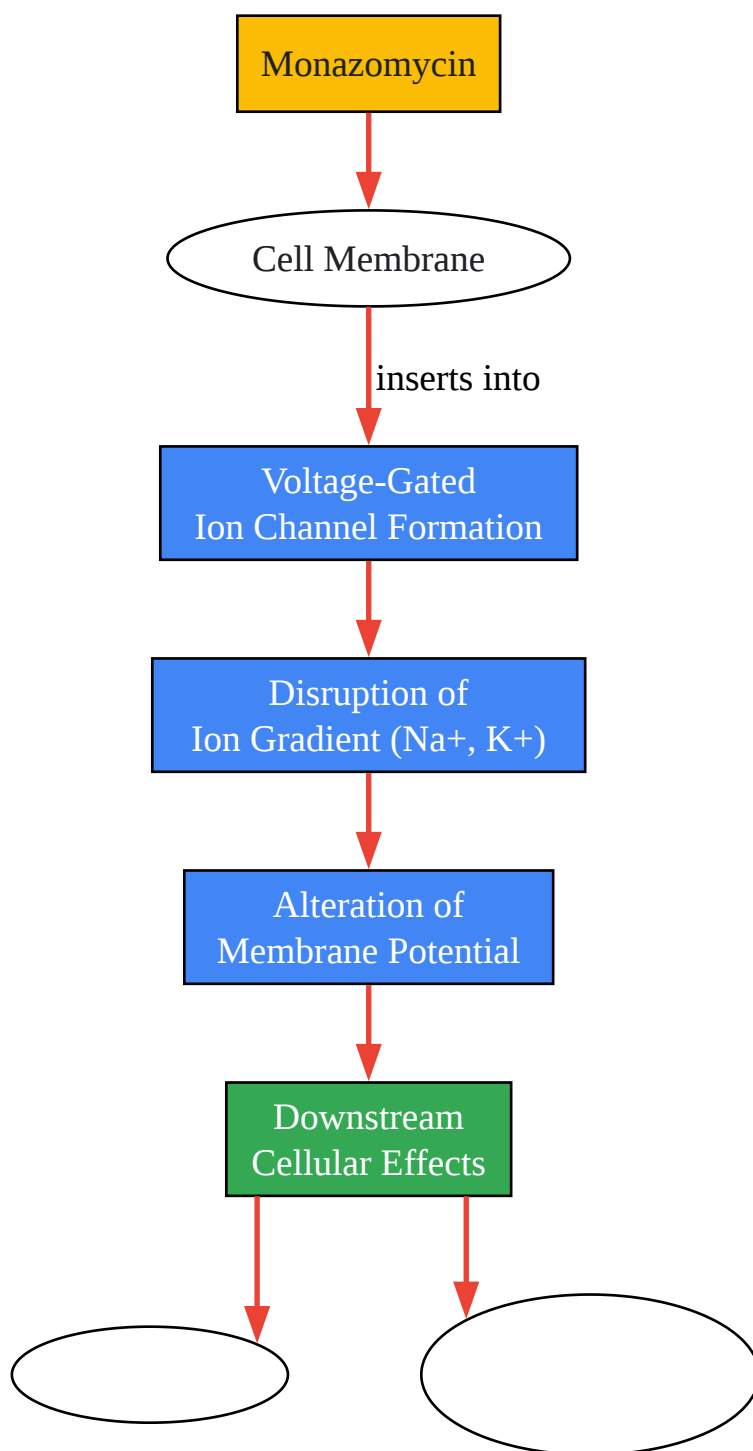 Monazomycin
Cell Membrane
inserts into
Voltage-Gated
Ion Channel Formation
Disruption of
Ion Gradient (Na+, K+)
Alteration of
Membrane Potential
Downstream
Cellular Effects